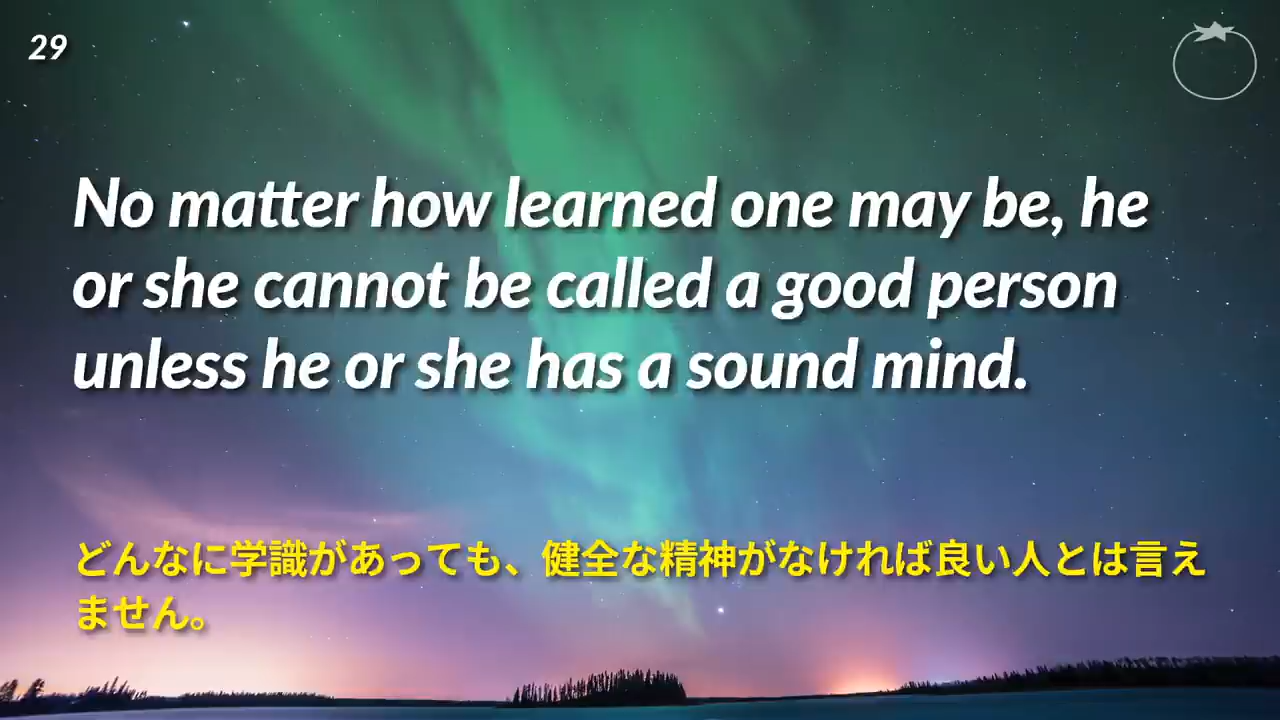 29
No matter how learned one may be, he
or she cannot be called a good person
unless he or she has a sound mind.
どんなに学識があっても、健全な精神がなければ良い人とは言え
ません。